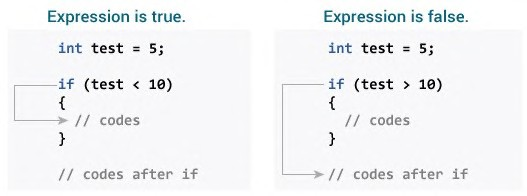 Expression is true.
int test = 5;
if (test < 10)
{
// codes
}
// codes after if
Expression is false.
int test = 5;
if (test > 10)
{
// codes
}
// codes after if